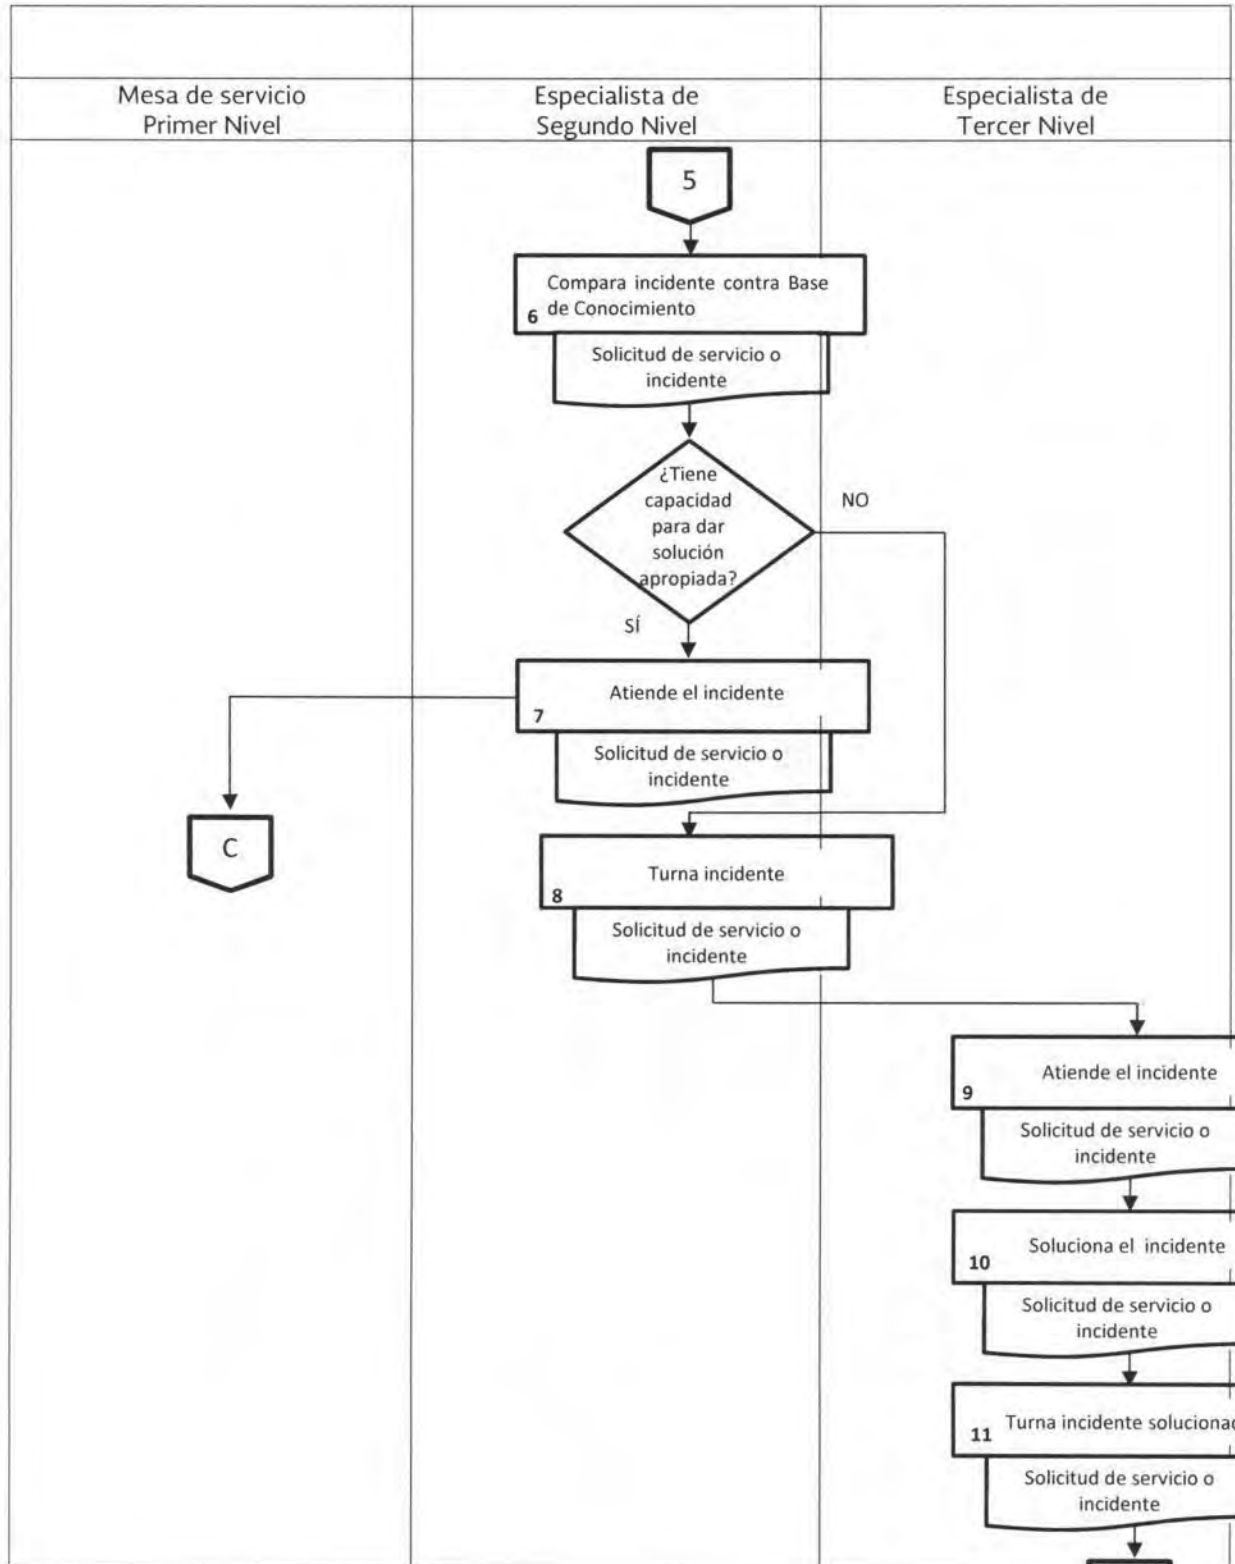 Mesa de servicio
Primer Nivel
Especialista de
Segundo Nivel
Especialista de
Tercer Nivel
5
Compara incidente contra Base
de Conocimiento
6
Solicitud de servicio o
incidente
¿Tiene
capacidad
para dar
solución
apropiada?
NO
SÍ
Atiende el incidente
7
Solicitud de servicio o
incidente
C
Turna incidente
8
Solicitud de servicio o
incidente
Atiende el incidente
9
Solicitud de servicio o
incidente
Soluciona el incidente
10
Solicitud de servicio o
incidente
Turna incidente solucionad
11
Solicitud de servicio o
incidente